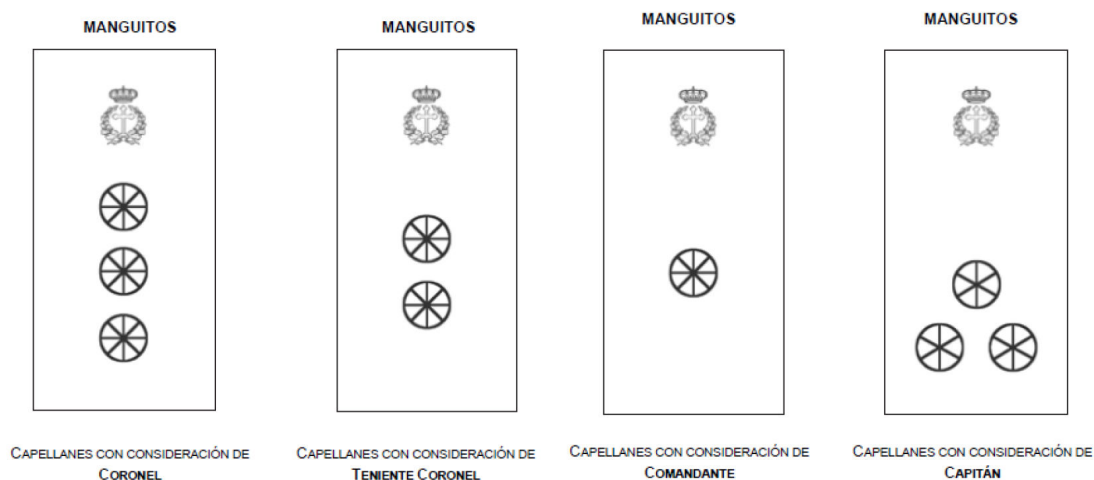 MANGUITOS
MANGUITOS
MANGUITOS
MANGUITOS
CAPELLANES CON CONSIDERACIÓN DE
CORONEL
CAPELLANES CON CONSIDERACIÓN DE
TENIENTE CORONEL
CAPELLANES CON CONSIDERACIÓN DE
COMANDANTE
CAPELLANES CON CONSIDERACIÓN DE
CAPITÁN